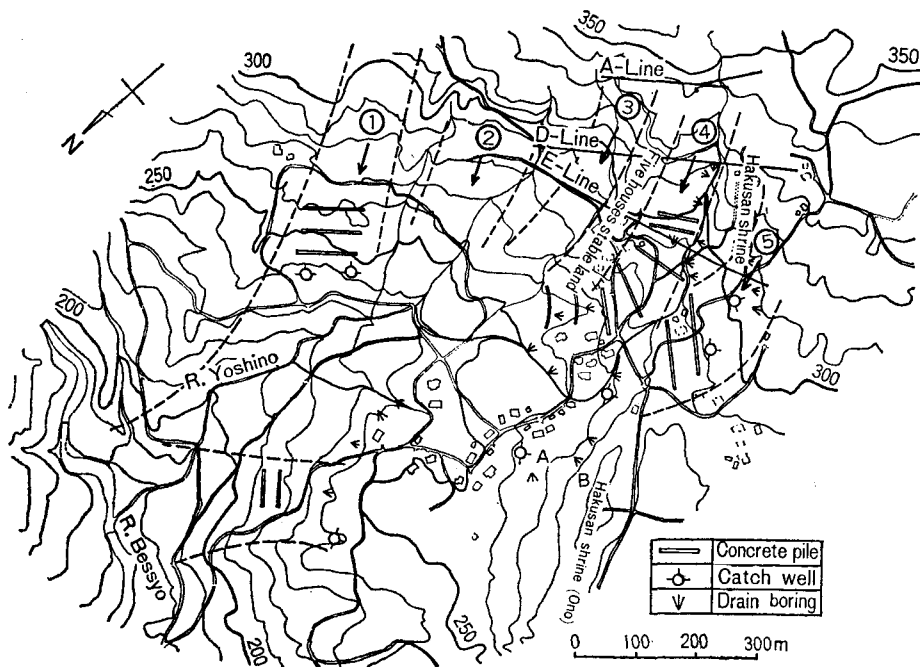 350
350
300
A-Line
N
①
③
②
D-Line
④
E-Line
Five houses stade land
Hakusan shrine
250
⑤
200
R. Yoshino
300
A
B
R. Bessyo
Hakusan shrine (Ono)
Concrete pile
Catch well
Drain boring
250
200
0 100 200 300m